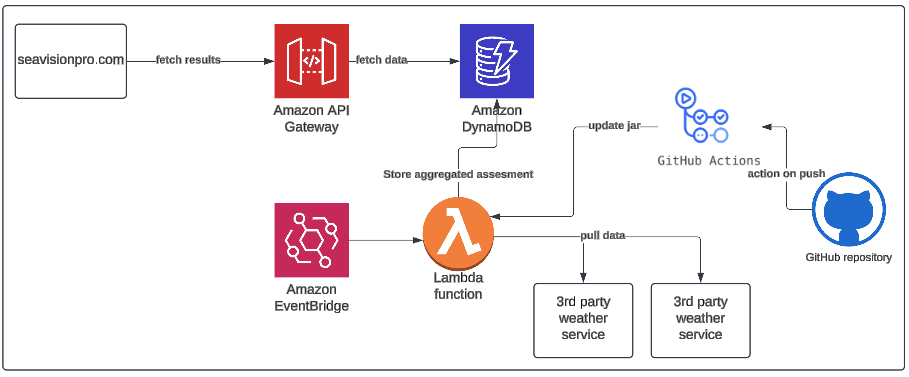 seavisionpro.com
fetch results
fetch data
Amazon API
Gateway
Amazon
DynamoDB
update jar
GitHub Actions
action on push
Store aggregated assesment
GitHub repository
pull data
Lambda
function
Amazon
EventBridge
3rd party
weather
service
3rd party
weather
service